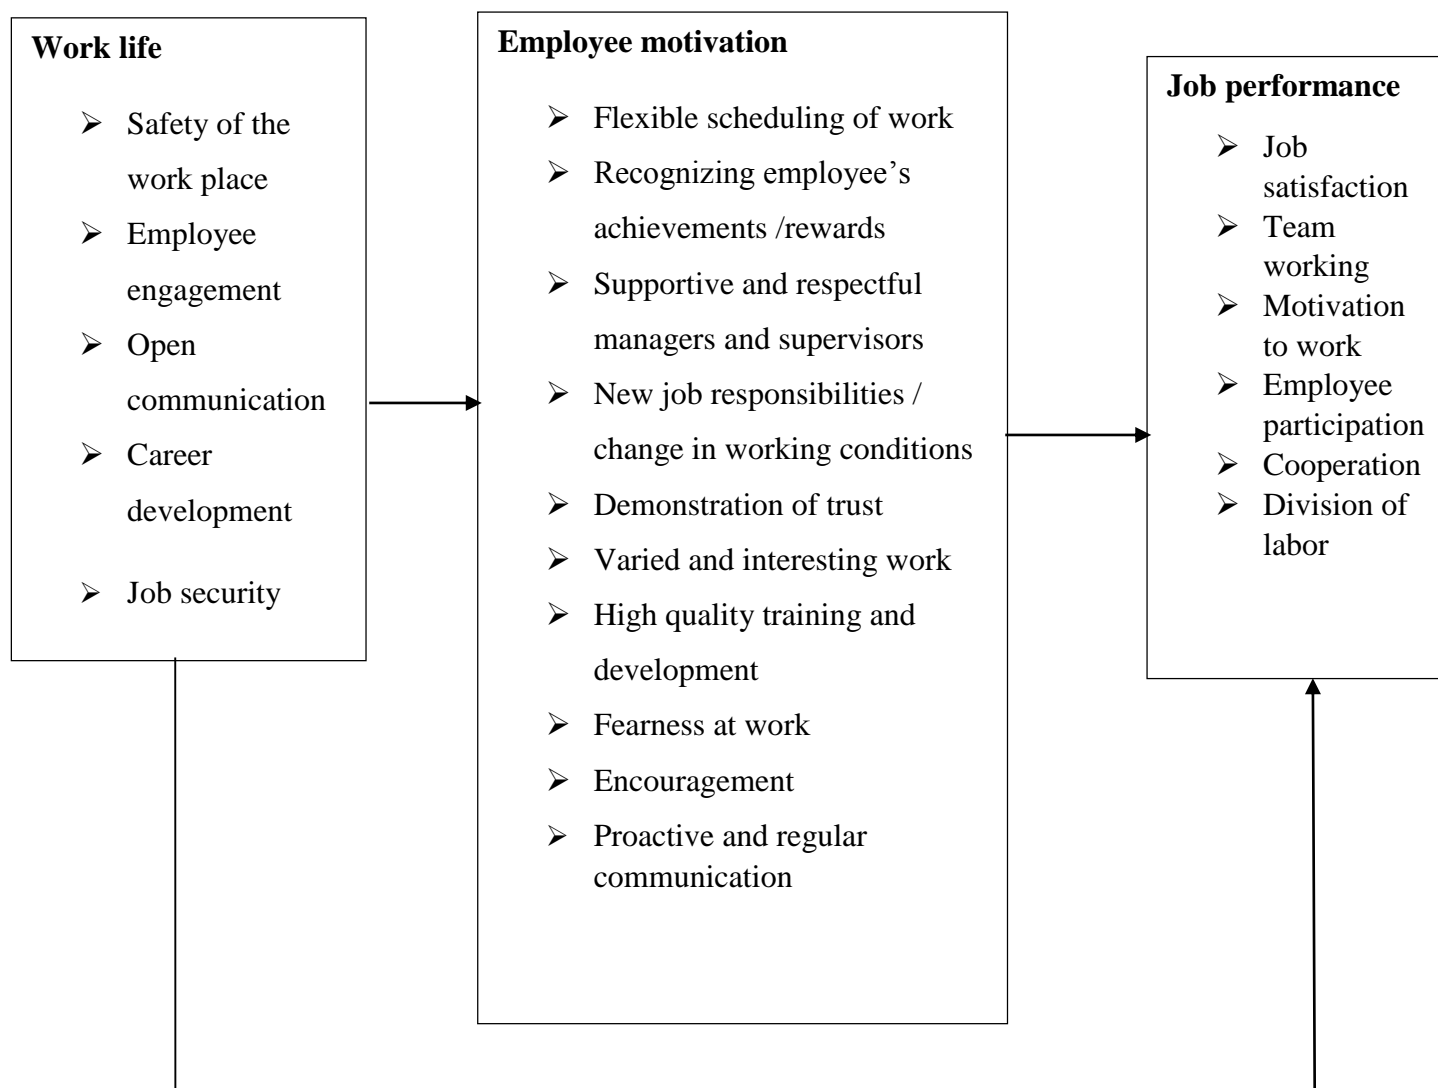 Work life
➢ Safety of the
work place
➢ Employee
engagement
➢ Open
communication
➢ Career
development
➢ Job security
Employee motivation
➢ Flexible scheduling of work
➢ Recognizing employee’s
achievements /rewards
➢ Supportive and respectful
managers and supervisors
➢ New job responsibilities /
change in working conditions
➢ Demonstration of trust
➢ Varied and interesting work
➢ High quality training and
development
➢ Fearness at work
➢ Encouragement
➢ Proactive and regular
communication
Job performance
➢ Job
satisfaction
➢ Team
working
➢ Motivation
to work
➢ Employee
participation
➢ Cooperation
➢ Division of
labor